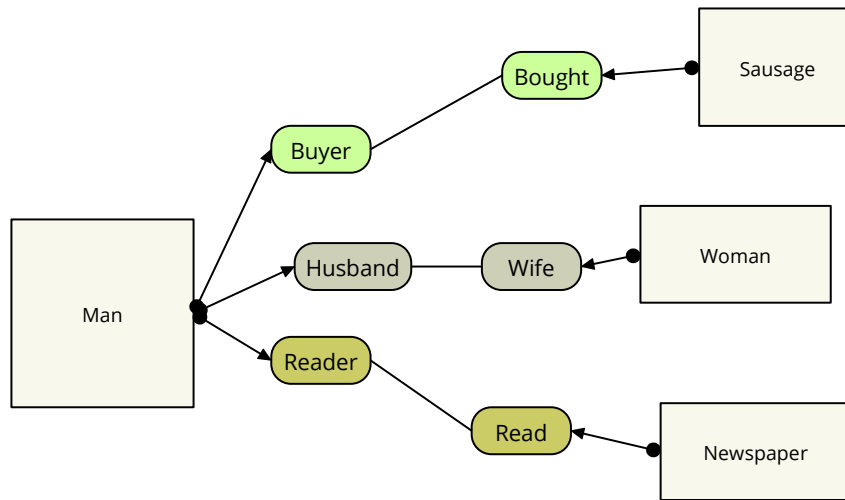 Sausage
Bought
Buyer
Husband
Wife
Woman
Man
Reader
Read
Newspaper